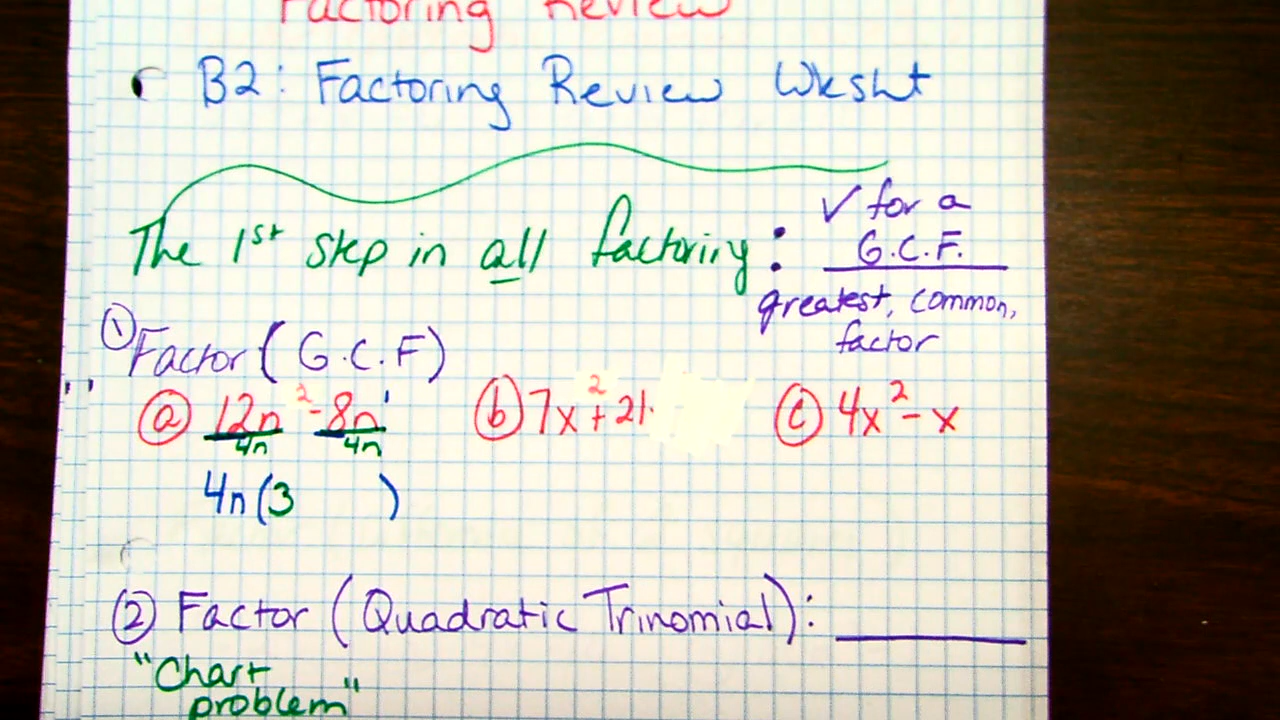 Factoring Review
B2: Factoring Review Wksht
The 1st step in all factoring: ✓ for a
G.C.F.
greatest, common,
factor
① Factor (G.C.F)
ⓐ 12n² - 8n¹ ⓑ 7x² + 21 ⓒ 4x² - x
4n 4n
4n(3 )
② Factor (Quadratic Trinomial):
"Chart
problem"